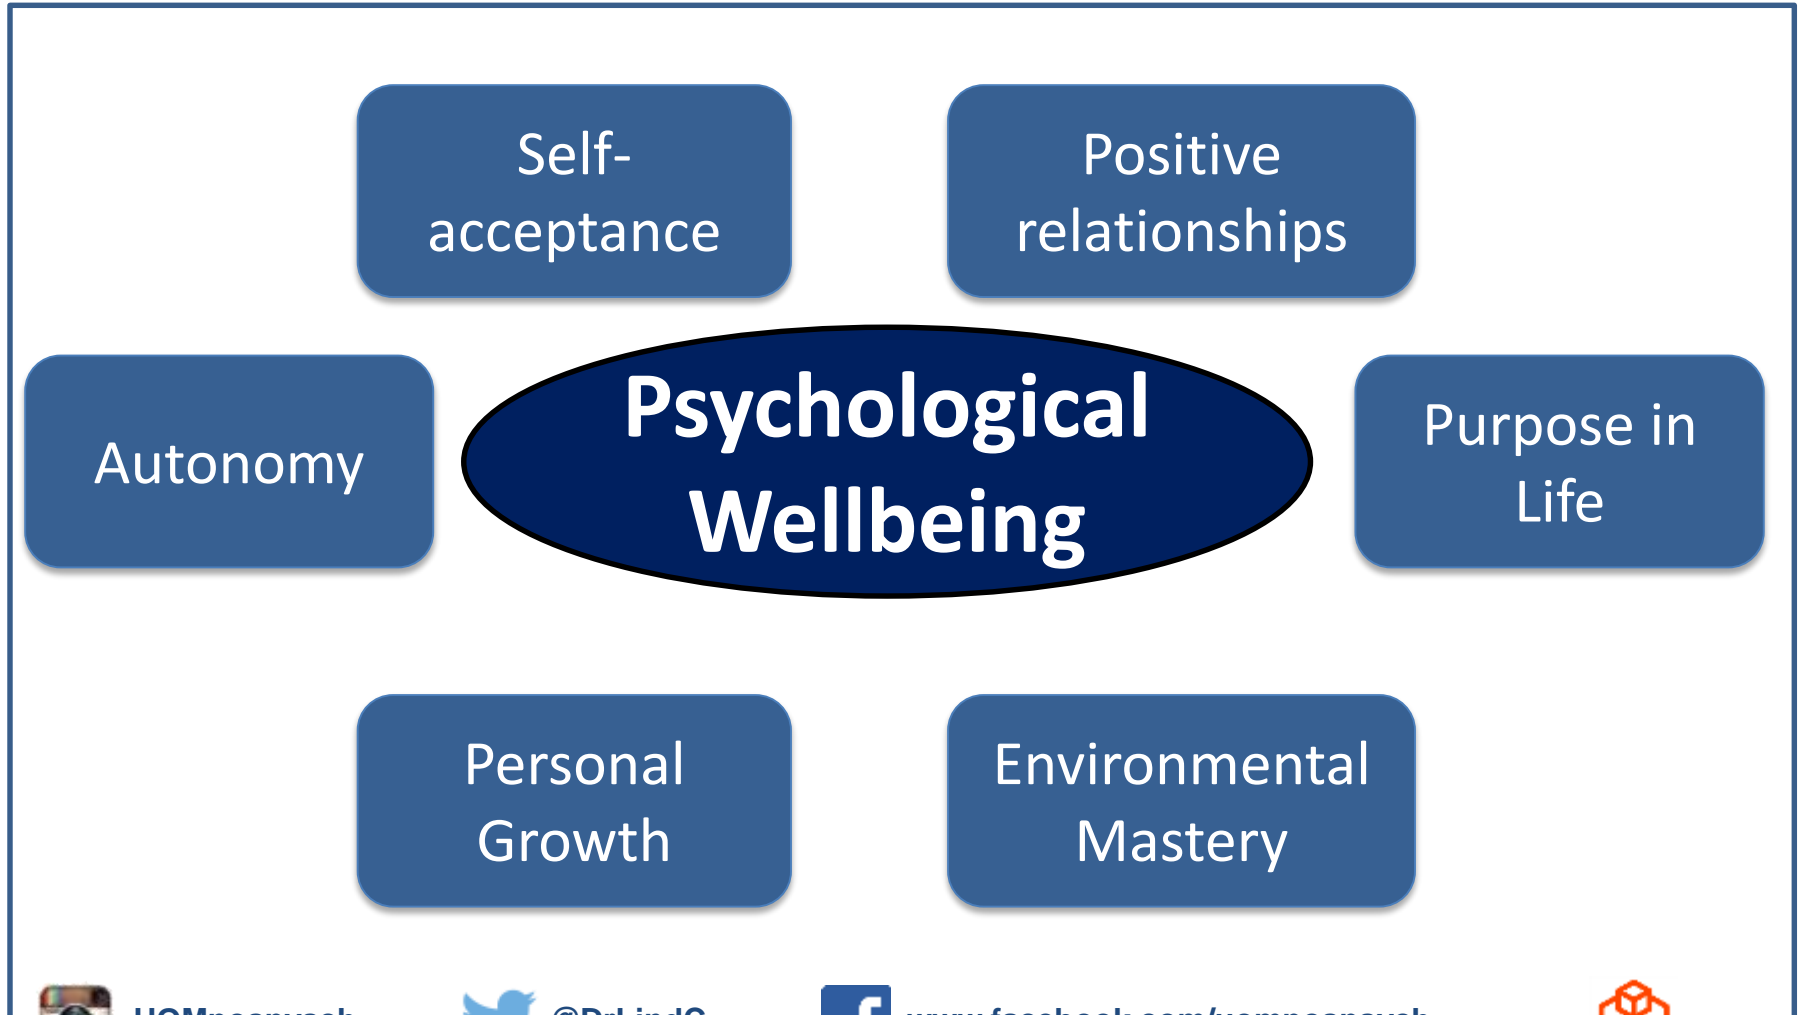 Self-
acceptance
Positive
relationships
Autonomy
Psychological
Wellbeing
Purpose in
Life
Personal
Growth
Environmental
Mastery